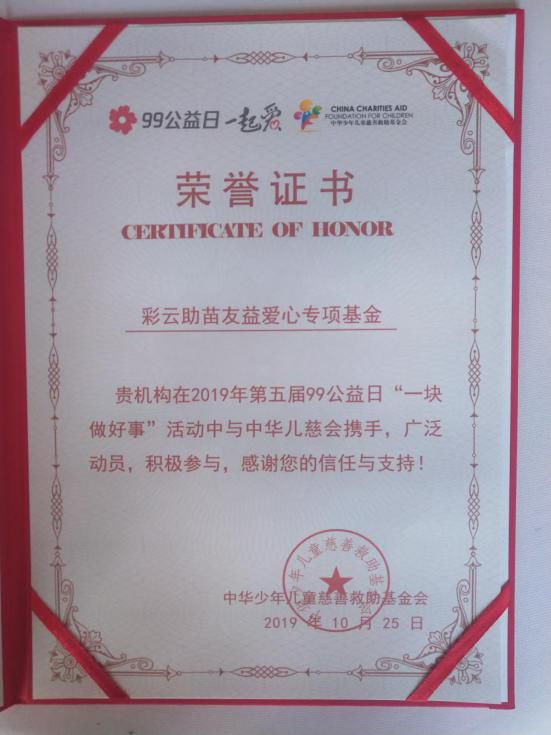 99公益日 一起爱
CHINA CHARITIES AID
FOUNDATION FOR CHILDREN
中华少年儿童慈善救助基金会
荣誉证书
CERTIFICATE OF HONOR
彩云助苗友益爱心专项基金
贵机构在2019年第五届99公益日“一块
做好事”活动中与中华儿慈会携手，广泛
动员，积极参与，感谢您的信任与支持！
中华少年儿童慈善救助基金会
2019 年 10 月 25 日